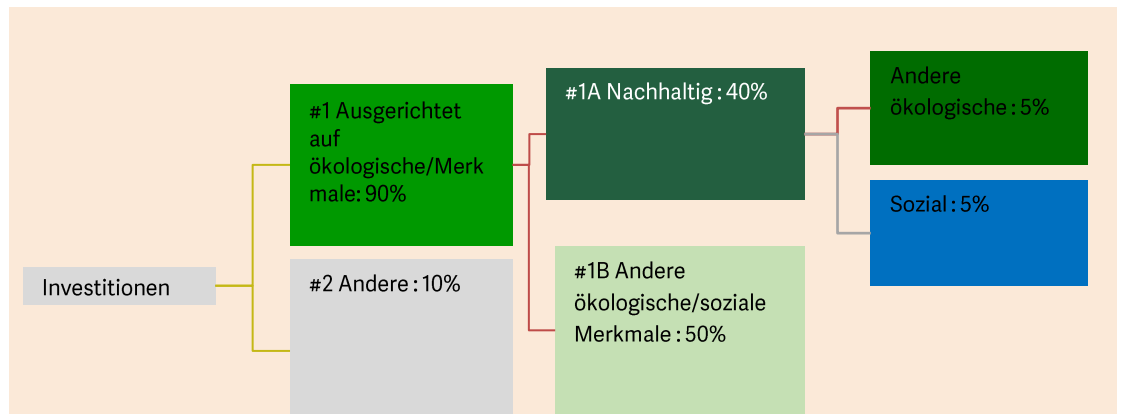 Investitionen
#1 Ausgerichtet
auf
ökologische/Merk
male: 90%
#2 Andere : 10%
#1A Nachhaltig : 40%
#1B Andere
ökologische/soziale
Merkmale : 50%
Andere
ökologische : 5%
Sozial : 5%